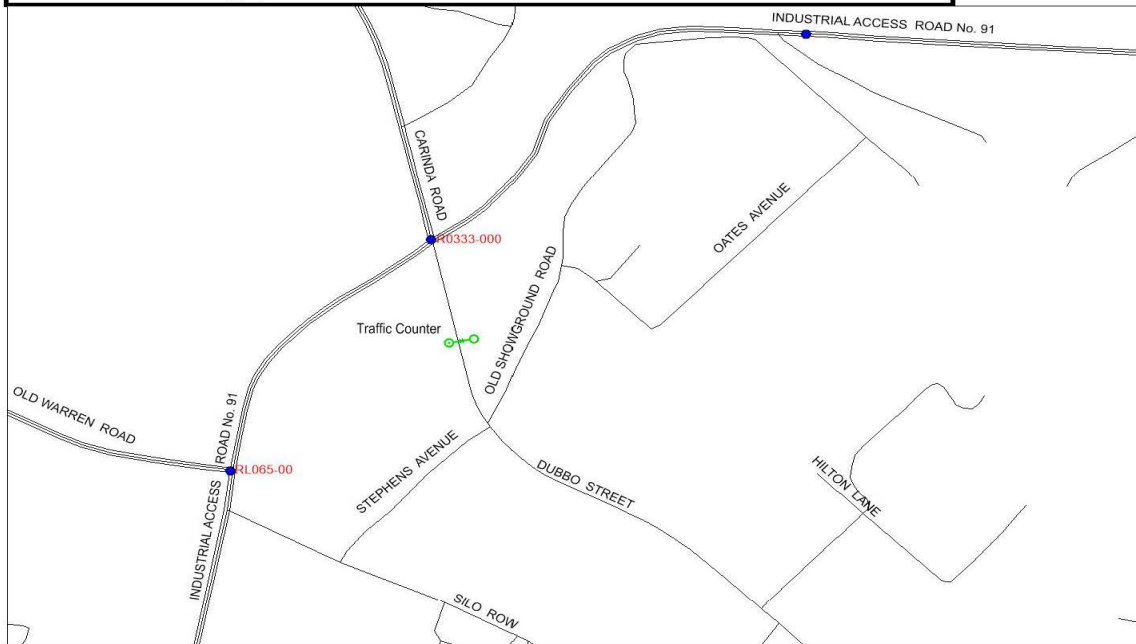 INDUSTRIAL ACCESS ROAD No. 91
CARINDA ROAD
R0333-000
OATES AVENUE
OLD SHOWGROUND ROAD
Traffic Counter
OLD WARREN ROAD
INDUSTRIAL ACCESS ROAD No. 91
RL065-00
STEPHENS AVENUE
DUBBO STREET
HILTON LANE
SILO ROW